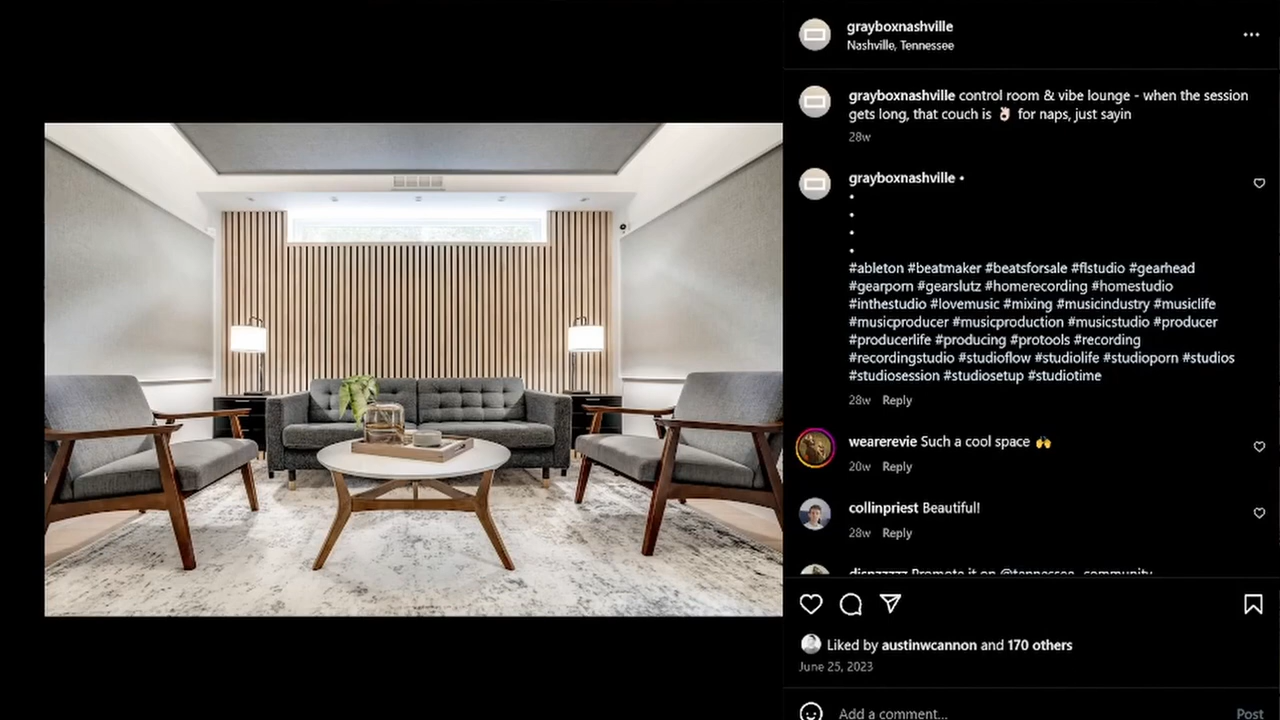 grayboxnashville
Nashville, Tennessee
grayboxnashville control room & vibe lounge - when the session
gets long, that couch is 👌🏻 for naps, just sayin
28w
grayboxnashville •
•
•
•
•
#ableton #beatmaker #beatsforsale #flstudio #gearhead
#gearporn #gearslutz #homerecording #homestudio
#inthestudio #lovemusic #mixing #musicindustry #musiclife
#musicproducer #musicproduction #musicstudio #producer
#producerlife #producing #protools #recording
#recordingstudio #studioflow #studiolife #studioporn #studios
#studiosession #studiosetup #studiotime
28w Reply
wearerevie Such a cool space 🙌
20w Reply
collinpriest Beautiful!
28w Reply
Promote it on @tennessee_community
Liked by austinwcannon and 170 others
June 25, 2023
Add a comment...
Post